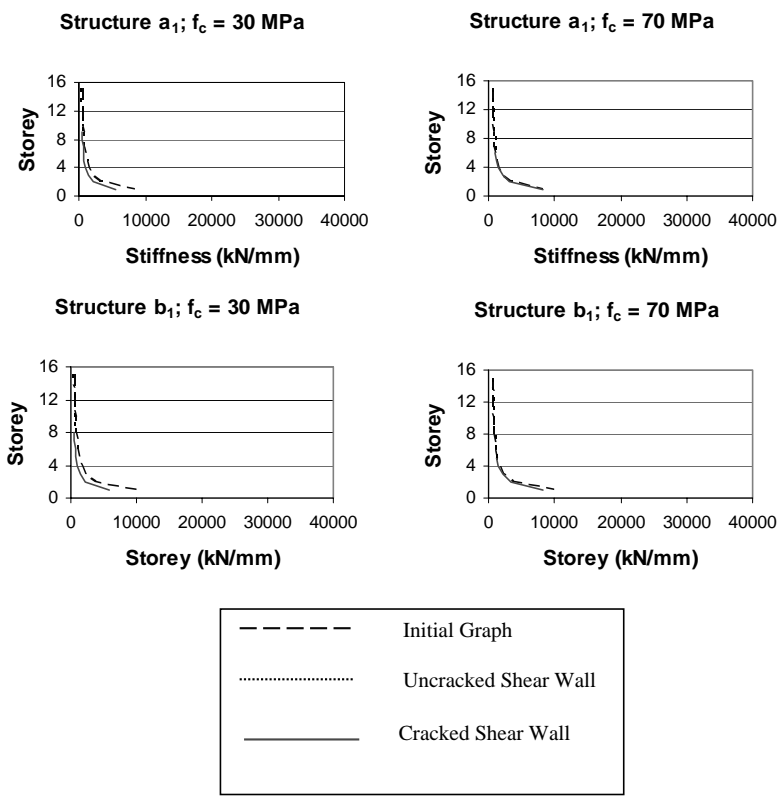 Structure a1; fc = 30 MPa
Structure a1; fc = 70 MPa
16
12
8
4
0
Storey
0 10000 20000 30000 40000
Stiffness (kN/mm)
16
12
8
4
0
Storey
0 10000 20000 30000 40000
Stiffness (kN/mm)
Structure b1; fc = 30 MPa
Structure b1; fc = 70 MPa
16
12
8
4
0
Storey
0 10000 20000 30000 40000
Storey (kN/mm)
16
12
8
4
0
Storey
0 10000 20000 30000 40000
Storey (kN/mm)
Initial Graph
Uncracked Shear Wall
Cracked Shear Wall